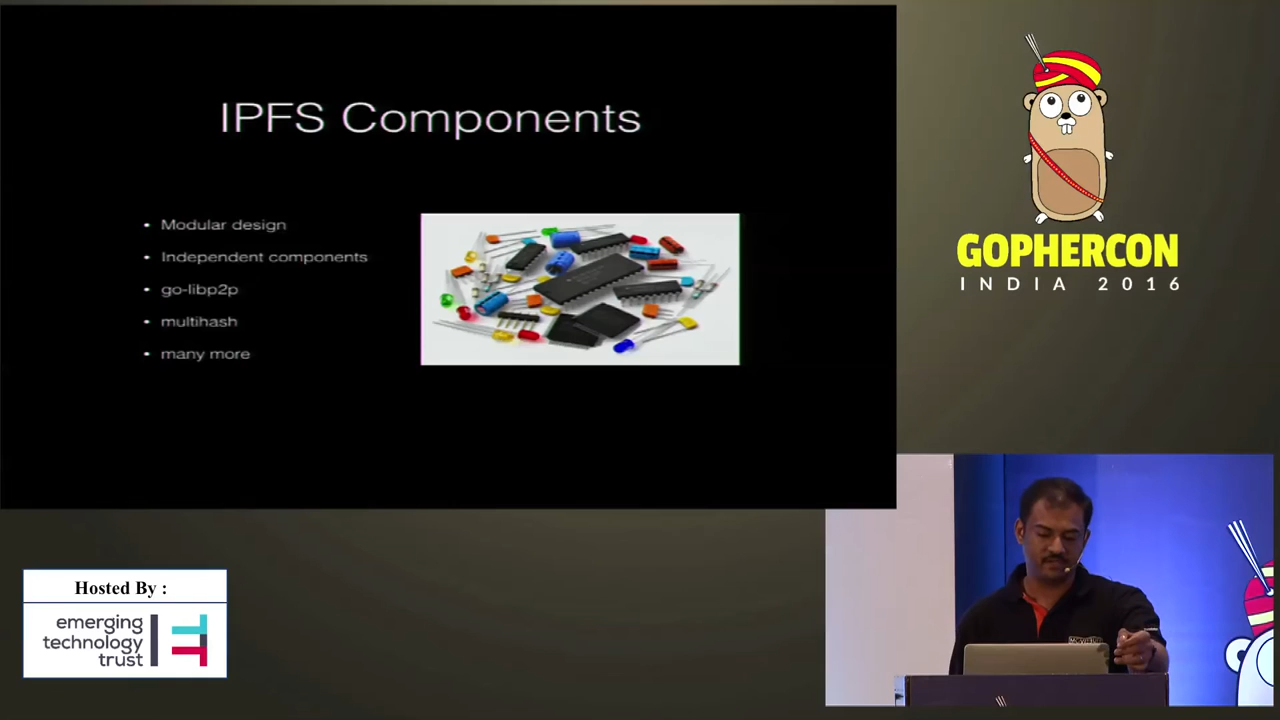 IPFS Components
• Modular design
• Independent components
• go-libp2p
• multihash
• many more
GOPHERCON
INDIA 2016
Hosted By :
emerging
technology
trust